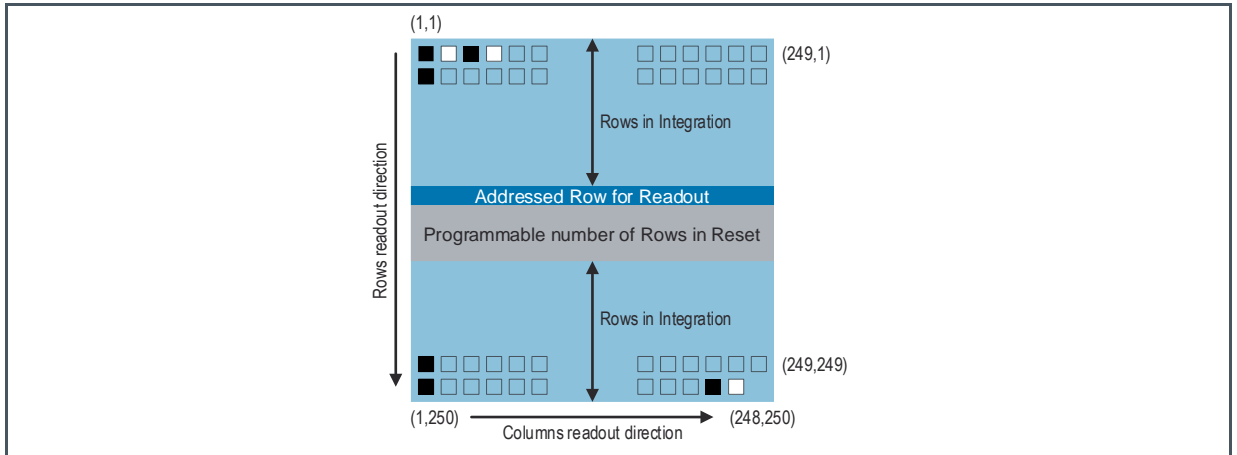 (1,1)
(249,1)
Rows in Integration
Rows readout direction
Addressed Row for Readout
Programmable number of Rows in Reset
Rows in Integration
(249,249)
(1,250)
(248,250)
Columns readout direction